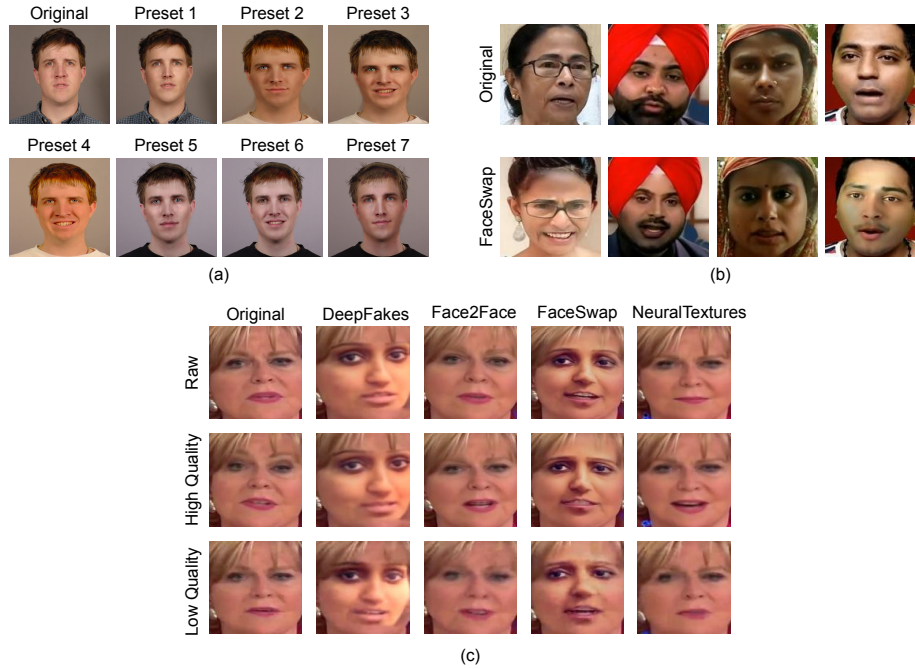 Original Preset 1 Preset 2 Preset 3
Preset 4 Preset 5 Preset 6 Preset 7
(a)
Original
FaceSwap
(b)
Original DeepFakes Face2Face FaceSwap NeuralTextures
Raw
High Quality
Low Quality
(c)